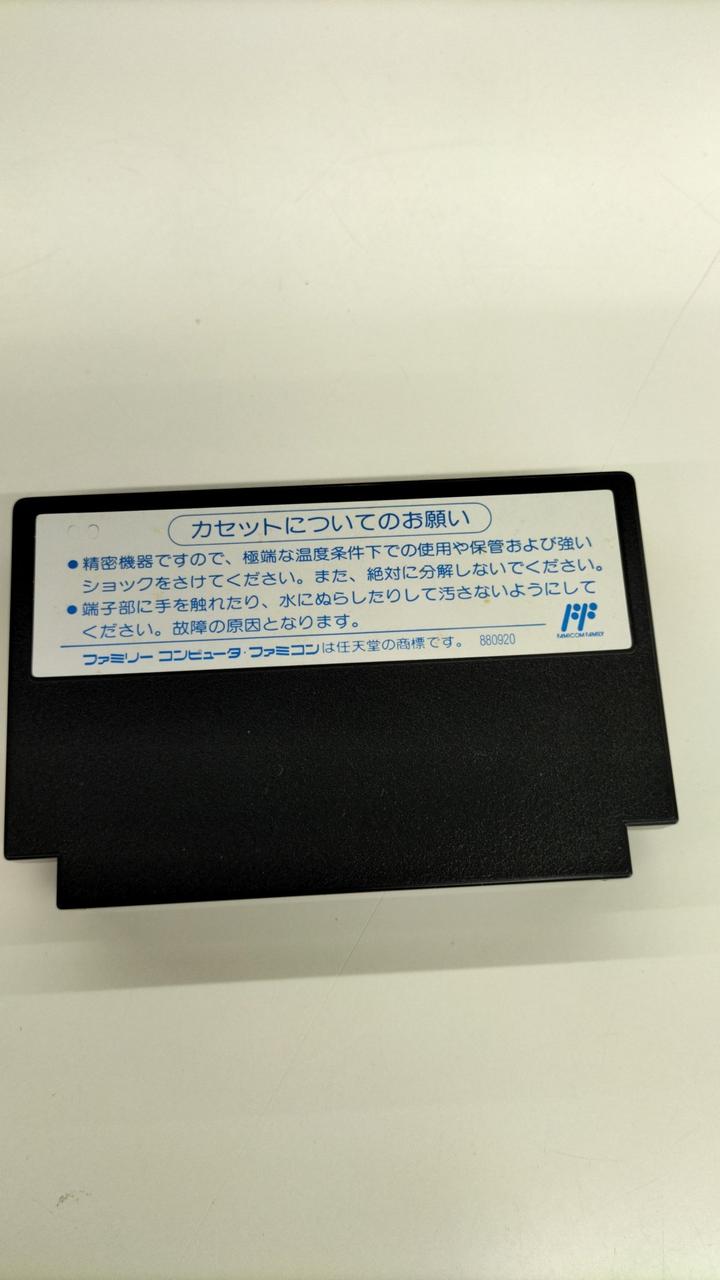 カセットについてのお願い
●精密機器ですので、極端な温度条件下での使用や保管および強い
ショックをさけてください。また、絶対に分解しないでください。
●端子部に手を触れたり、水にぬらしたりして汚さないようにして
ください。故障の原因となります。
FAMICOM FAMILY
ファミリー コンピュータ・ファミコンは任天堂の商標です。 880920